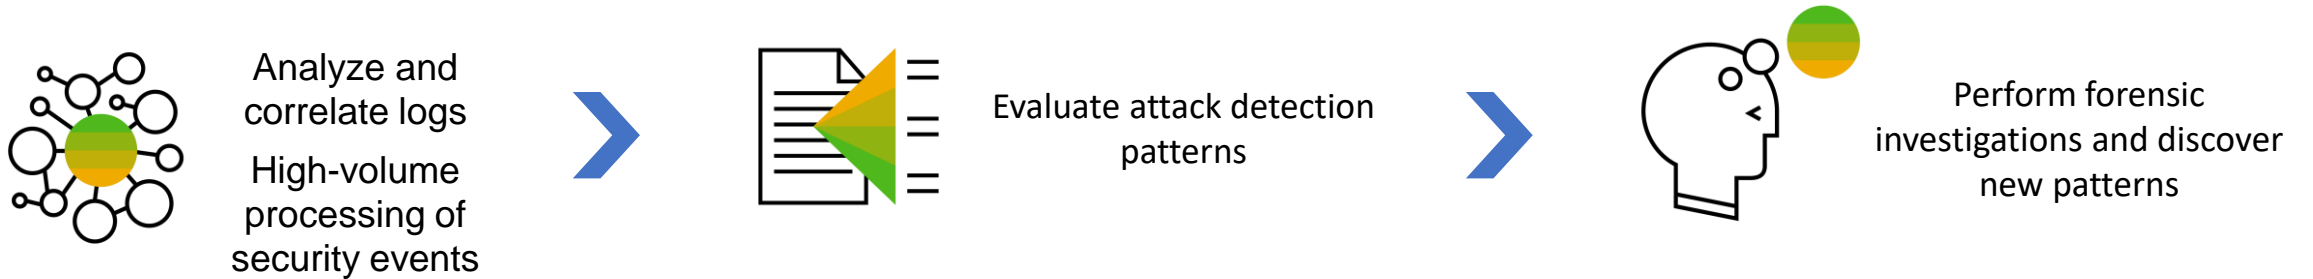 Analyze and
correlate logs
High-volume
processing of
security events
Evaluate attack detection
patterns
Perform forensic
investigations and discover
new patterns